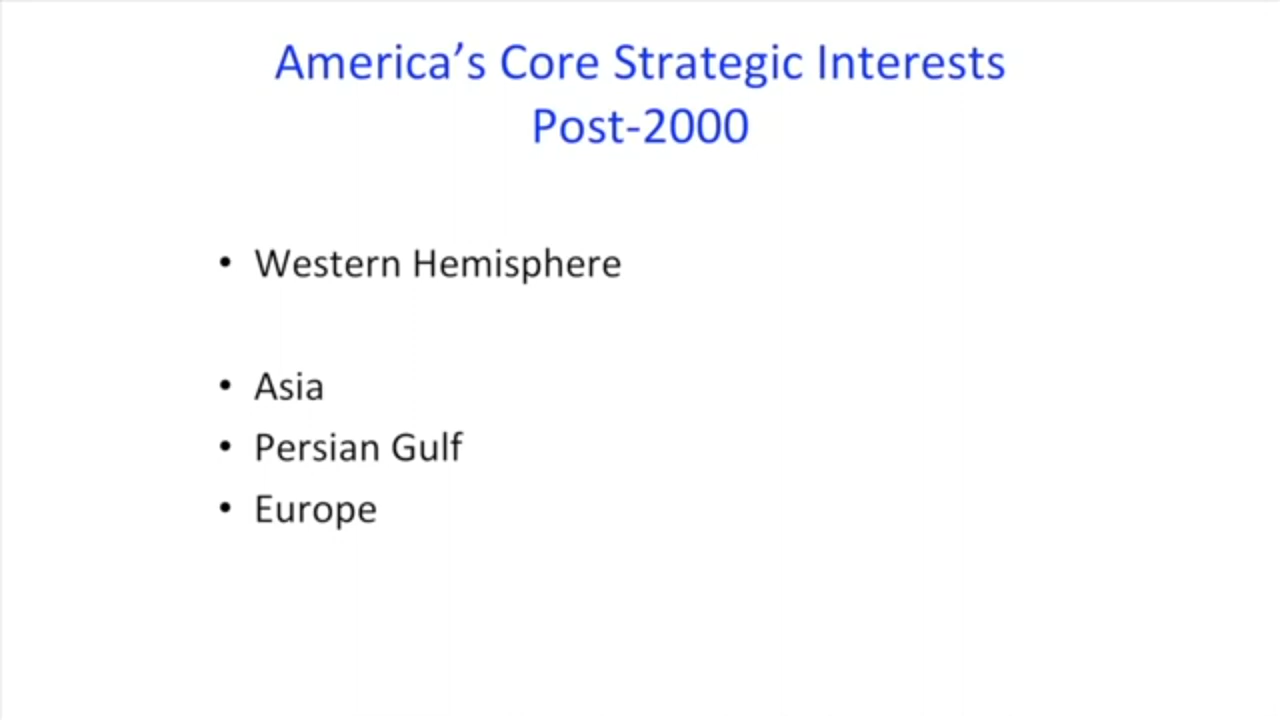 America’s Core Strategic Interests
Post-2000
• Western Hemisphere
• Asia
• Persian Gulf
• Europe